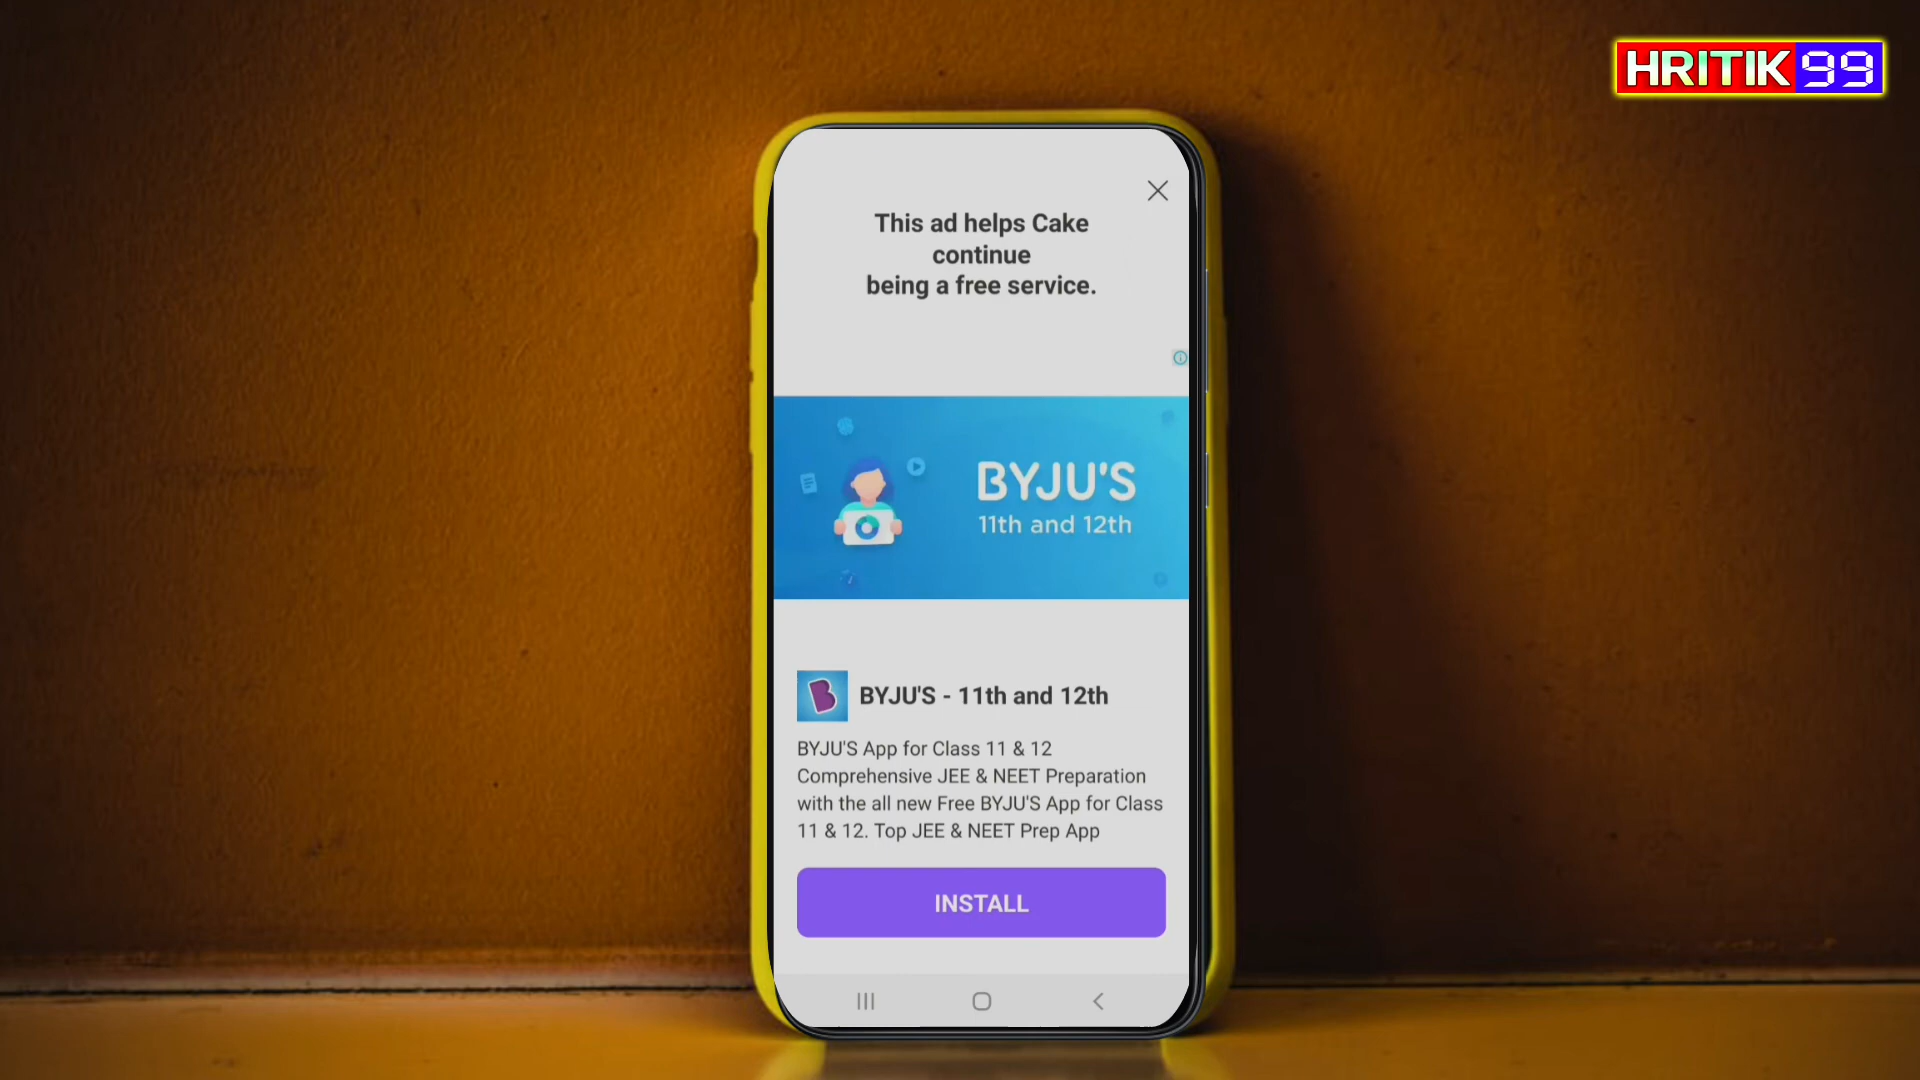 HRITIK 99
This ad helps Cake
continue
being a free service.
BYJU'S
11th and 12th
BYJU'S - 11th and 12th
BYJU'S App for Class 11 & 12
Comprehensive JEE & NEET Preparation
with the all new Free BYJU'S App for Class
11 & 12. Top JEE & NEET Prep App
INSTALL